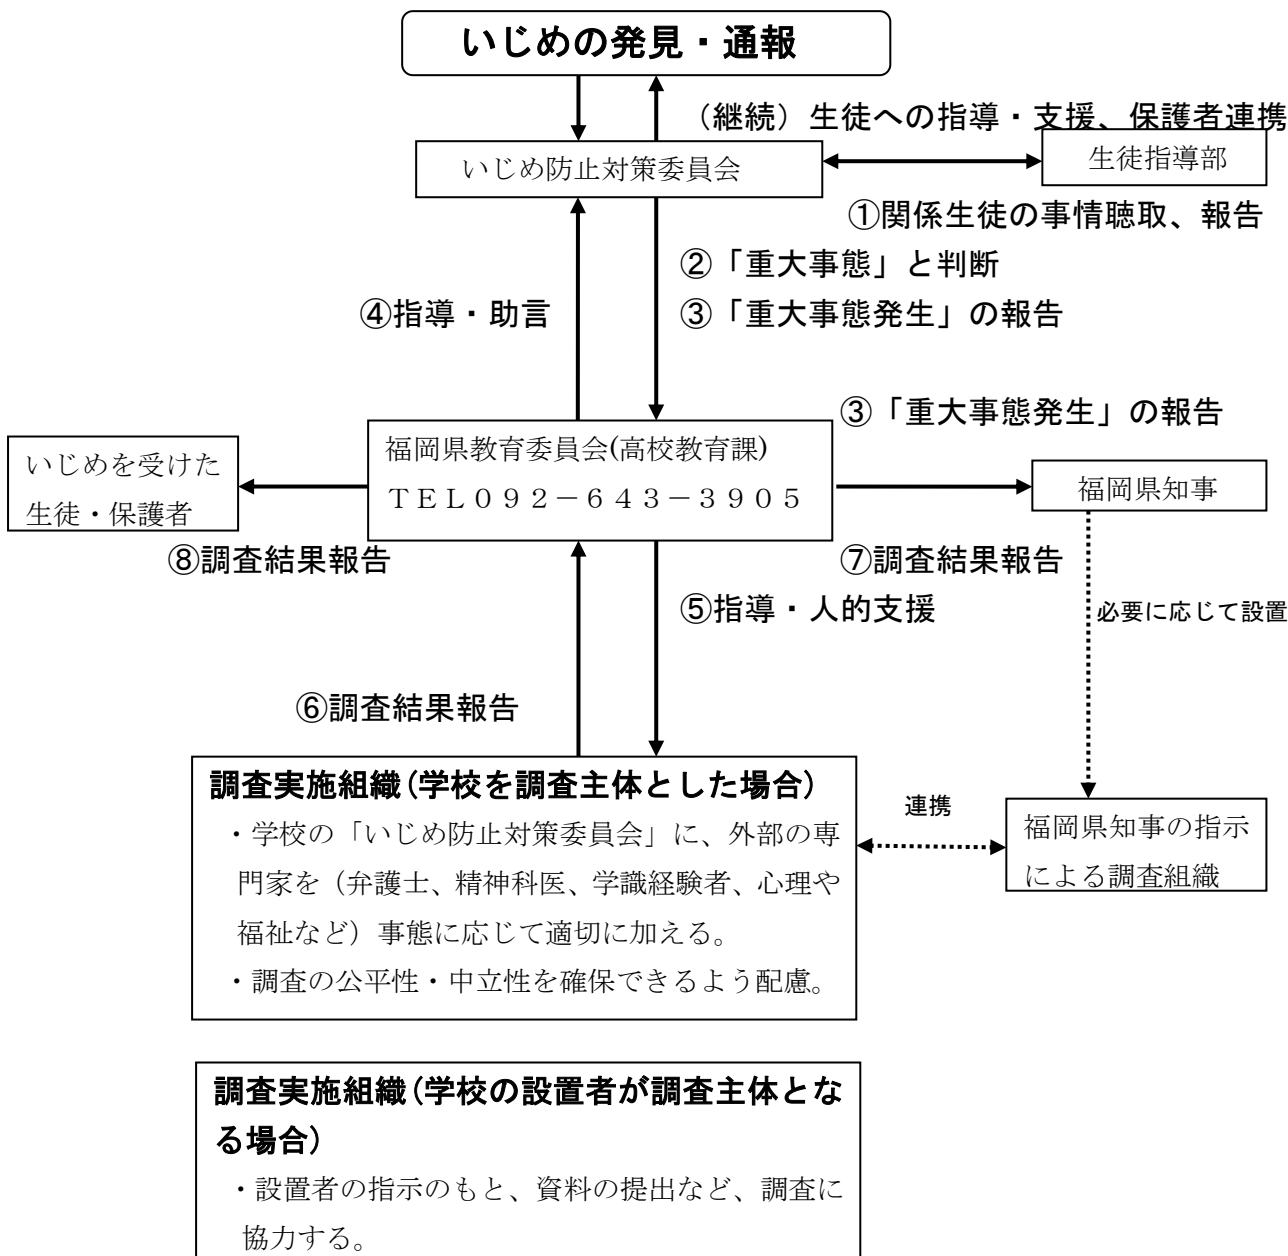 いじめの発見・通報
（継続）生徒への指導・支援、保護者連携
いじめ防止対策委員会
生徒指導部
①関係生徒の事情聴取、報告
②「重大事態」と判断
④指導・助言
③「重大事態発生」の報告
③「重大事態発生」の報告
いじめを受けた
生徒・保護者
福岡県教育委員会(高校教育課)
ＴＥＬ０９２－６４３－３９０５
福岡県知事
⑧調査結果報告
⑦調査結果報告
⑤指導・人的支援
必要に応じて設置
⑥調査結果報告
調査実施組織(学校を調査主体とした場合)
・学校の「いじめ防止対策委員会」に、外部の専
門家を（弁護士、精神科医、学識経験者、心理や
福祉など）事態に応じて適切に加える。
・調査の公平性・中立性を確保できるよう配慮。
連携
福岡県知事の指示
による調査組織
調査実施組織(学校の設置者が調査主体とな
る場合)
・設置者の指示のもと、資料の提出など、調査に
協力する。